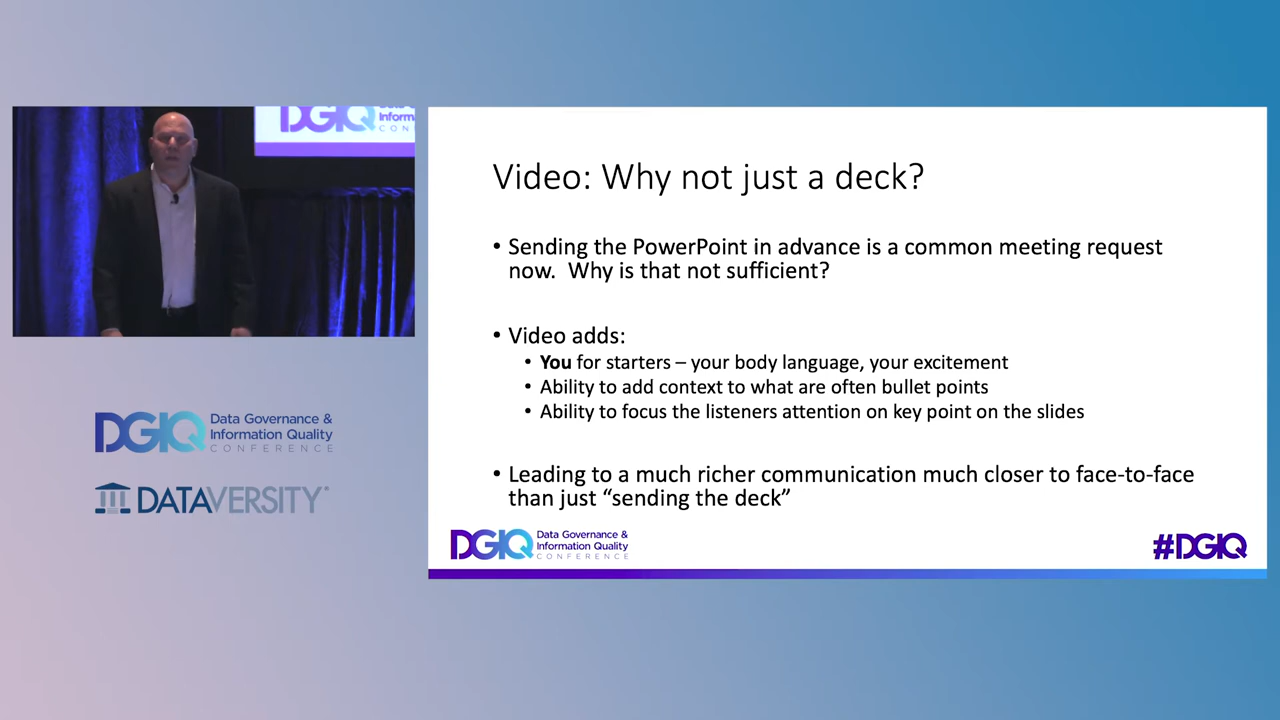 DGIQ
Inform
CON
Video: Why not just a deck?
• Sending the PowerPoint in advance is a common meeting request
now.  Why is that not sufficient?
• Video adds:
• You for starters – your body language, your excitement
• Ability to add context to what are often bullet points
• Ability to focus the listeners attention on key point on the slides
• Leading to a much richer communication much closer to face-to-face
than just “sending the deck”
DGIQ Data Governance &
Information Quality
CONFERENCE
#DGIQ
DGIQ Data Governance &
Information Quality
CONFERENCE
DATAVERSITY